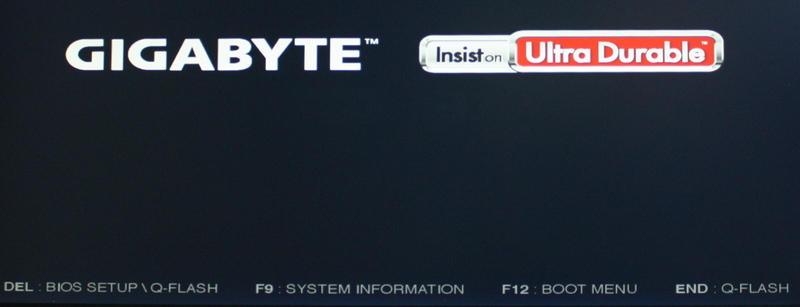 GIGABYTE™ Insist on Ultra Durable™
DEL : BIOS SETUP \ Q-FLASH F9 : SYSTEM INFORMATION F12 : BOOT MENU END : Q-FLASH